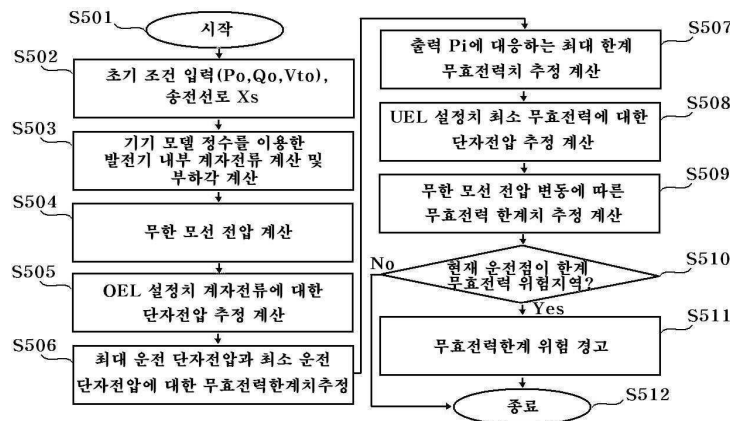 S501
시작
S502
초기 조건 입력(Po,Qo,Vto),
송전선로 Xs
S503
기기 모델 정수를 이용한
발전기 내부 계자전류 계산 및
부하각 계산
S504
무한 모선 전압 계산
S505
OEL 설정치 계자전류에 대한
단자전압 추정 계산
S506
최대 운전 단자전압과 최소 운전
단자전압에 대한 무효전력한계치추정
S507
출력 Pi에 대응하는 최대 한계
무효전력치 추정 계산
S508
UEL 설정치 최소 무효전력에 대한
단자전압 추정 계산
S509
무한 모선 전압 변동에 따른
무효전력 한계치 추정 계산
S510
No
현재 운전점이 한계
무효전력 위험지역?
Yes
S511
무효전력한계 위험 경고
S512
종료